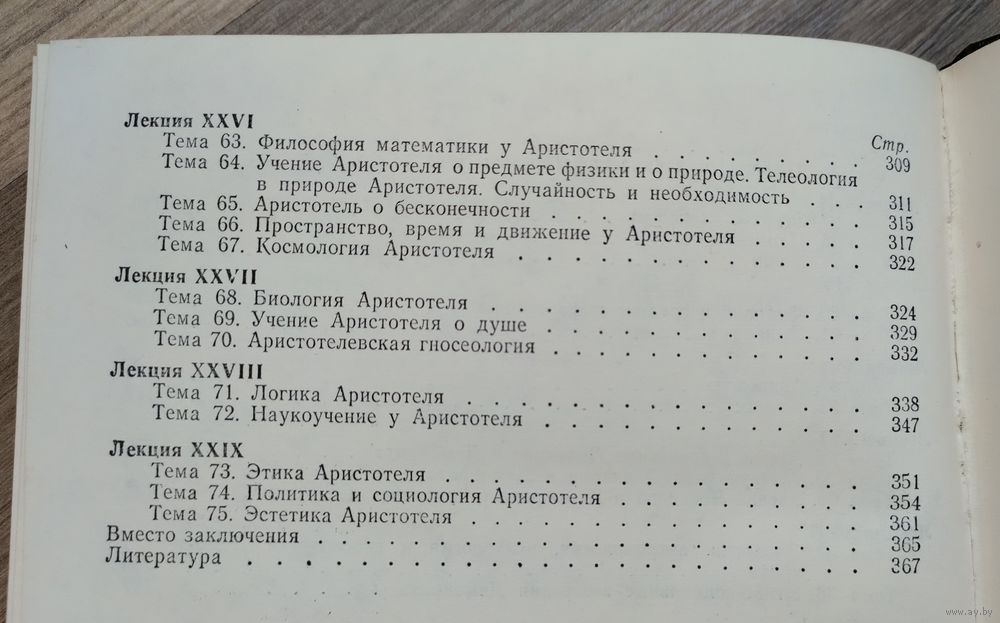 Лекция XXVI
Стр.
Тема 63. Философия математики у Аристотеля . . . . . . . . . . 309
Тема 64. Учение Аристотеля о предмете физики и о природе. Телеология
в природе Аристотеля. Случайность и необходимость . . . 311
Тема 65. Аристотель о бесконечности . . . . . . . . . . . . . 315
Тема 66. Пространство, время и движение у Аристотеля . . . . . 317
Тема 67. Космология Аристотеля . . . . . . . . . . . . . . 322
Лекция XXVII
Тема 68. Биология Аристотеля . . . . . . . . . . . . . . . 324
Тема 69. Учение Аристотеля о душе . . . . . . . . . . . . . 329
Тема 70. Аристотелевская гносеология . . . . . . . . . . . . 332
Лекция XXVIII
Тема 71. Логика Аристотеля . . . . . . . . . . . . . . . . 338
Тема 72. Наукоучение у Аристотеля . . . . . . . . . . . . . 347
Лекция XXIX
Тема 73. Этика Аристотеля . . . . . . . . . . . . . . . . . 351
Тема 74. Политика и социология Аристотеля . . . . . . . . . . 354
Тема 75. Эстетика Аристотеля . . . . . . . . . . . . . . . . 361
Вместо заключения . . . . . . . . . . . . . . . . . . . . . 365
Литература . . . . . . . . . . . . . . . . . . . . . 367
www.ay.by